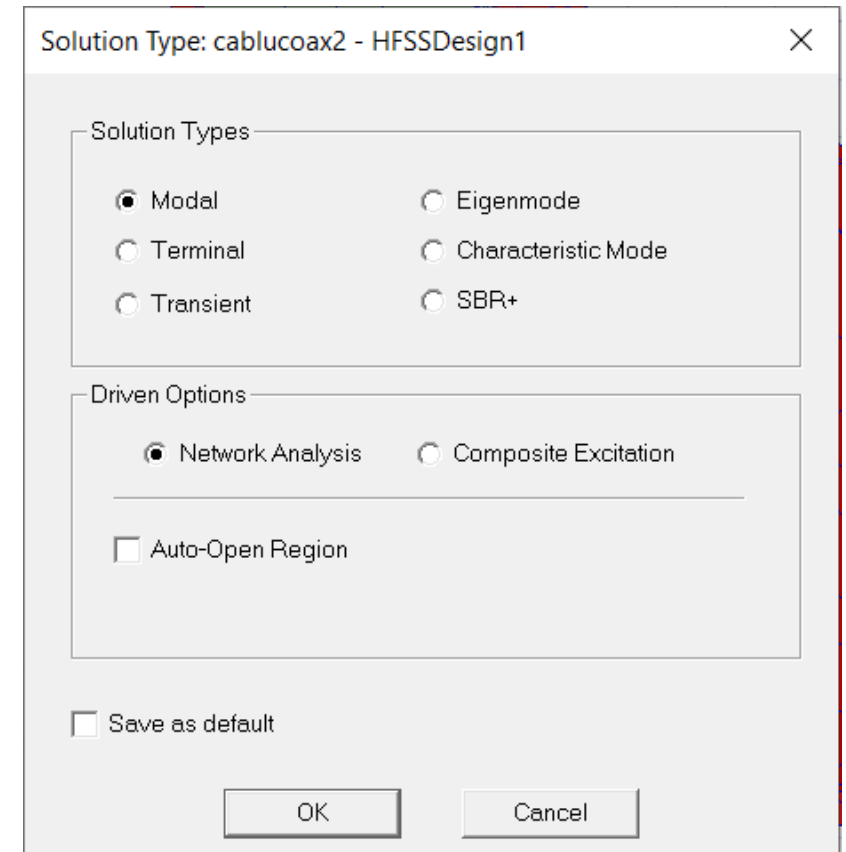 Solution Type: cablucoax2 - HFSSDesign1
Solution Types
Modal
Eigenmode
Terminal
Characteristic Mode
Transient
SBR+
Driven Options
Network Analysis
Composite Excitation
Auto-Open Region
Save as default
OK
Cancel